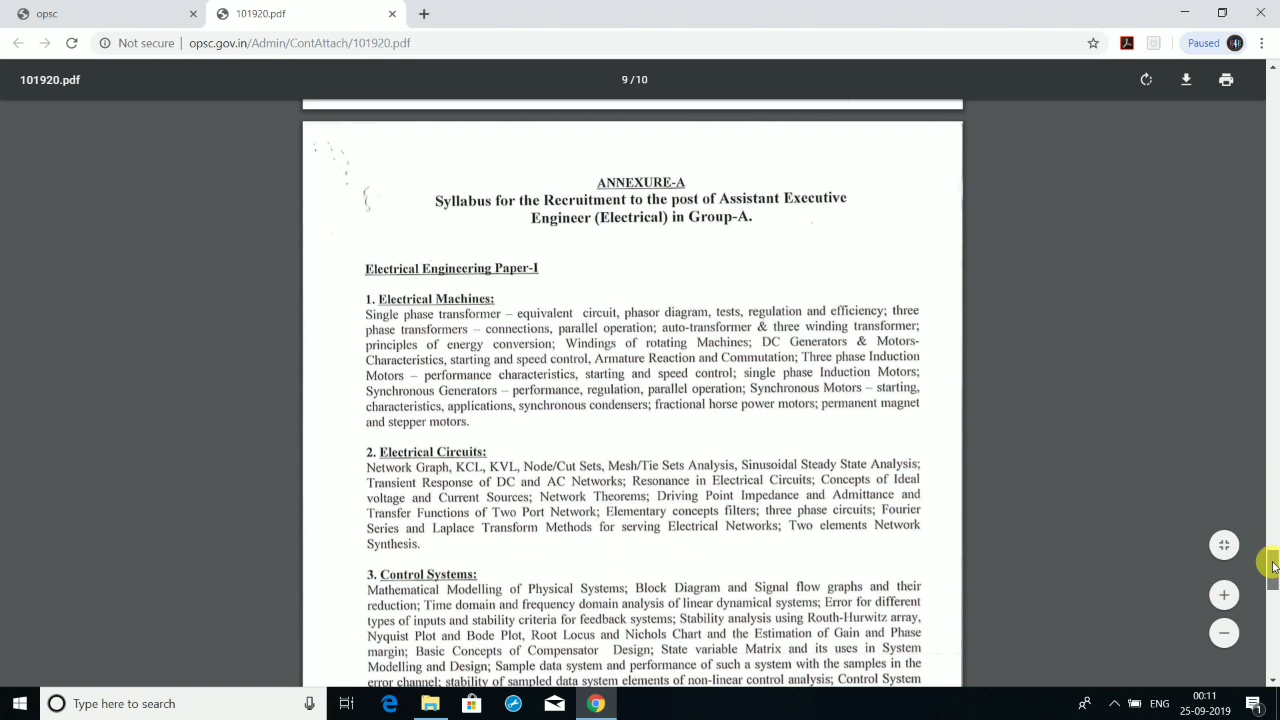 opsc
101920.pdf
Not secure | opsc.gov.in/Admin/ContAttach/101920.pdf
Paused
101920.pdf
9 / 10
ANNEXURE-A
Syllabus for the Recruitment to the post of Assistant Executive
Engineer (Electrical) in Group-A.
Electrical Engineering Paper-I
1. Electrical Machines:
Single phase transformer – equivalent circuit, phasor diagram, tests, regulation and efficiency; three
phase transformers – connections, parallel operation; auto-transformer & three winding transformer;
principles of energy conversion; Windings of rotating Machines; DC Generators & Motors-
Characteristics, starting and speed control, Armature Reaction and Commutation; Three phase Induction
Motors – performance characteristics, starting and speed control; single phase Induction Motors;
Synchronous Generators – performance, regulation, parallel operation; Synchronous Motors – starting,
characteristics, applications, synchronous condensers; fractional horse power motors; permanent magnet
and stepper motors.
2. Electrical Circuits:
Network Graph, KCL, KVL, Node/Cut Sets, Mesh/Tie Sets Analysis, Sinusoidal Steady State Analysis;
Transient Response of DC and AC Networks; Resonance in Electrical Circuits; Concepts of Ideal
voltage and Current Sources; Network Theorems; Driving Point Impedance and Admittance and
Transfer Functions of Two Port Network; Elementary concepts filters; three phase circuits; Fourier
Series and Laplace Transform Methods for serving Electrical Networks; Two elements Network
Synthesis.
3. Control Systems:
Mathematical Modelling of Physical Systems; Block Diagram and Signal flow graphs and their
reduction; Time domain and frequency domain analysis of linear dynamical systems; Error for different
types of inputs and stability criteria for feedback systems; Stability analysis using Routh-Hurwitz array,
Nyquist Plot and Bode Plot, Root Locus and Nichols Chart and the Estimation of Gain and Phase
margin; Basic Concepts of Compensator Design; State variable Matrix and its uses in System
Modelling and Design; Sample data system and performance of such a system with the samples in the
error channel; stability of sampled data system elements of non-linear control analysis; Control System
Type here to search
ENG
00:11
25-09-2019
1